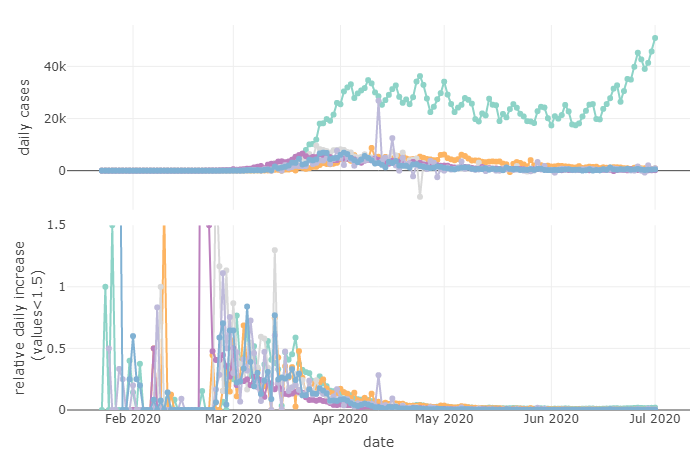 daily cases
40k
20k
0
relative daily increase
(values<1.5)
1.5
1
0.5
0
Feb 2020
Mar 2020
Apr 2020
May 2020
Jun 2020
Jul 2020
date